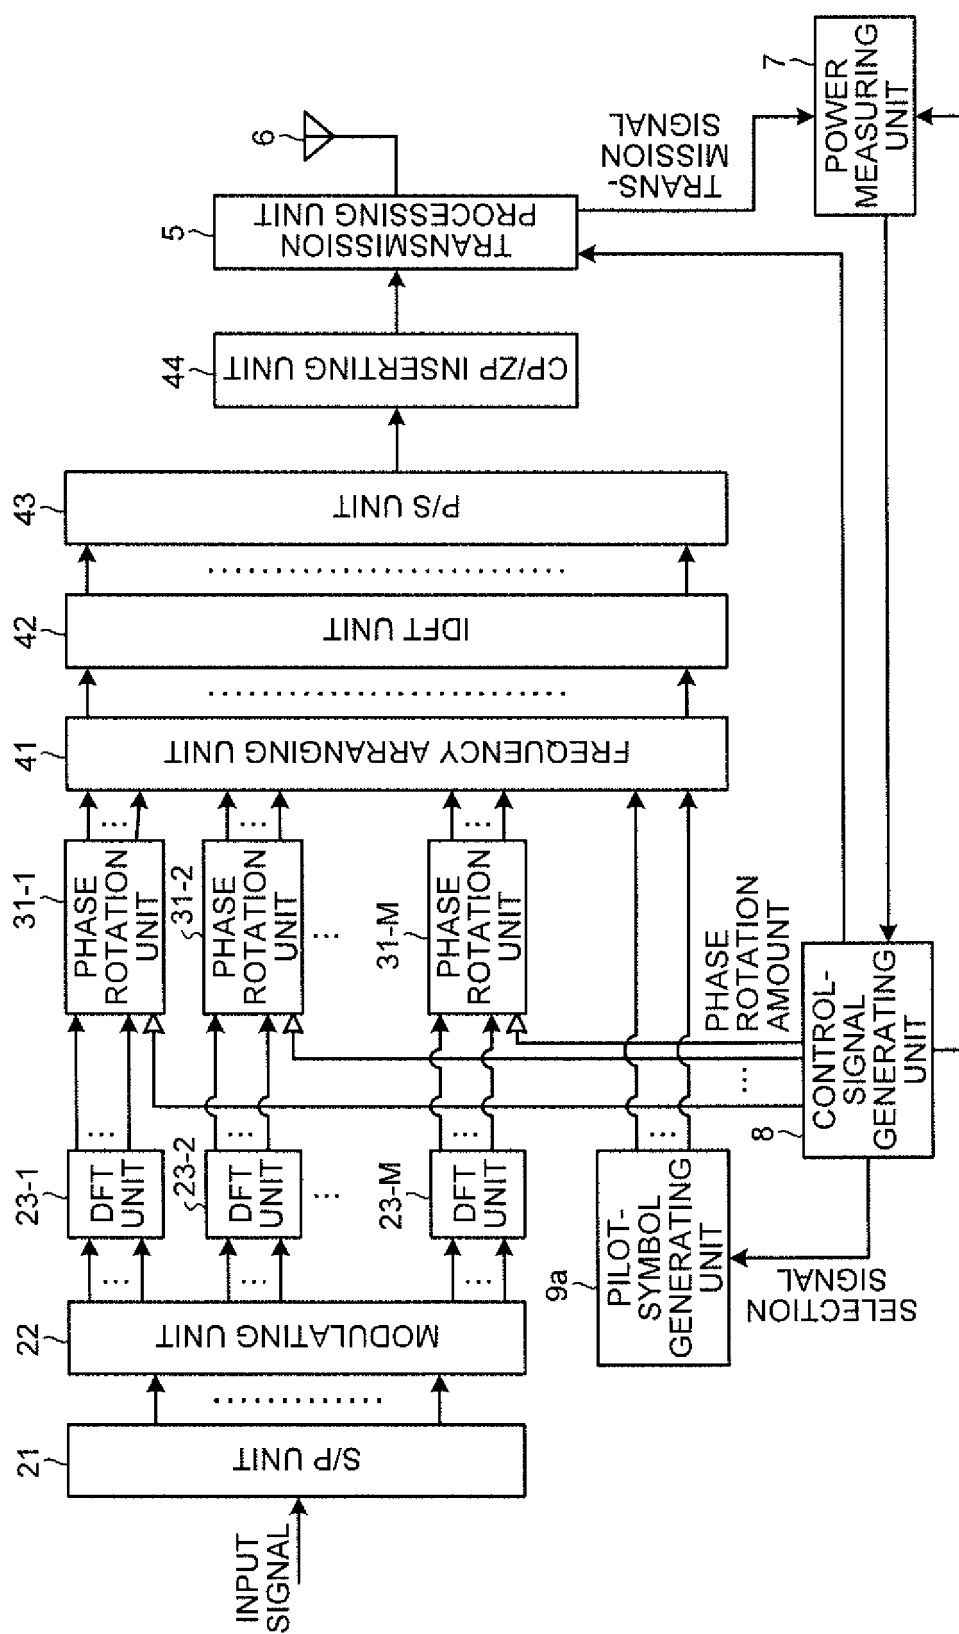 INPUT
SIGNAL
21
S/P UNIT
22
MODULATING UNIT
23-1
DFT
UNIT
...
23-2
DFT
UNIT
...
23-M
DFT
UNIT
...
31-1
PHASE
ROTATION
UNIT
...
31-2
PHASE
ROTATION
UNIT
...
31-M
PHASE
ROTATION
UNIT
...
41
FREQUENCY ARRANGING UNIT
42
IDFT UNIT
43
P/S UNIT
44
CP/ZP INSERTING UNIT
5
TRANSMISSION
PROCESSING UNIT
6
TRANS-
MISSION
SIGNAL
7
POWER
MEASURING
UNIT
9a
PILOT-
SYMBOL
GENERATING
UNIT
...
SELECTION
SIGNAL
8
CONTROL-
SIGNAL
GENERATING
UNIT
...
PHASE
ROTATION
AMOUNT